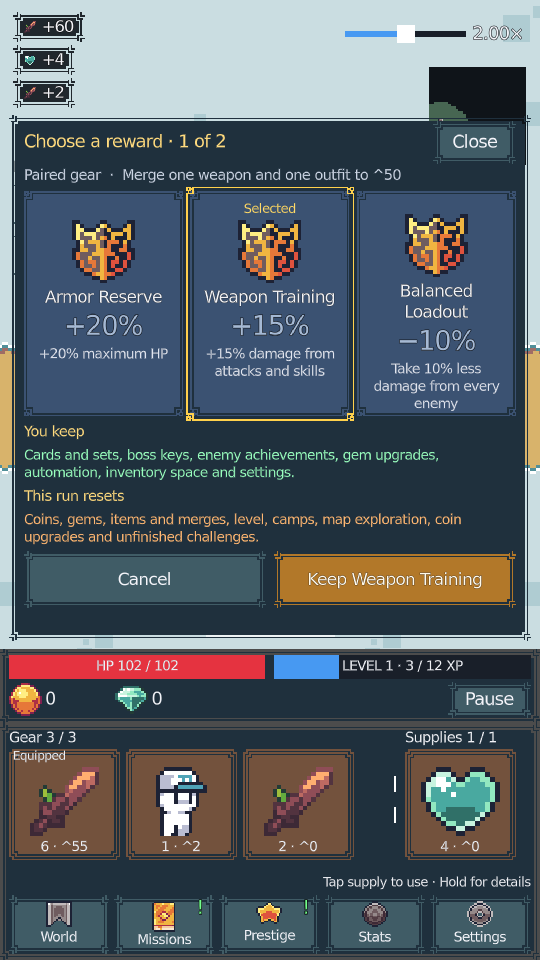 +60
2.00×
+4
+2
Choose a reward · 1 of 2
Close
Paired gear · Merge one weapon and one outfit to ^50
Selected
Armor Reserve
+20%
+20% maximum HP
Weapon Training
+15%
+15% damage from
attacks and skills
Balanced
Loadout
−10%
Take 10% less
damage from every
enemy
You keep
Cards and sets, boss keys, enemy achievements, gem upgrades,
automation, inventory space and settings.
This run resets
Coins, gems, items and merges, level, camps, map exploration, coin
upgrades and unfinished challenges.
Cancel
Keep Weapon Training
HP 102 / 102
LEVEL 1 · 3 / 12 XP
0
0
Pause
Gear 3 / 3
Supplies 1 / 1
Equipped
6 · ^55
1 · ^2
2 · ^0
4 · ^0
Tap supply to use · Hold for details
World
! Missions
! Prestige
Stats
Settings